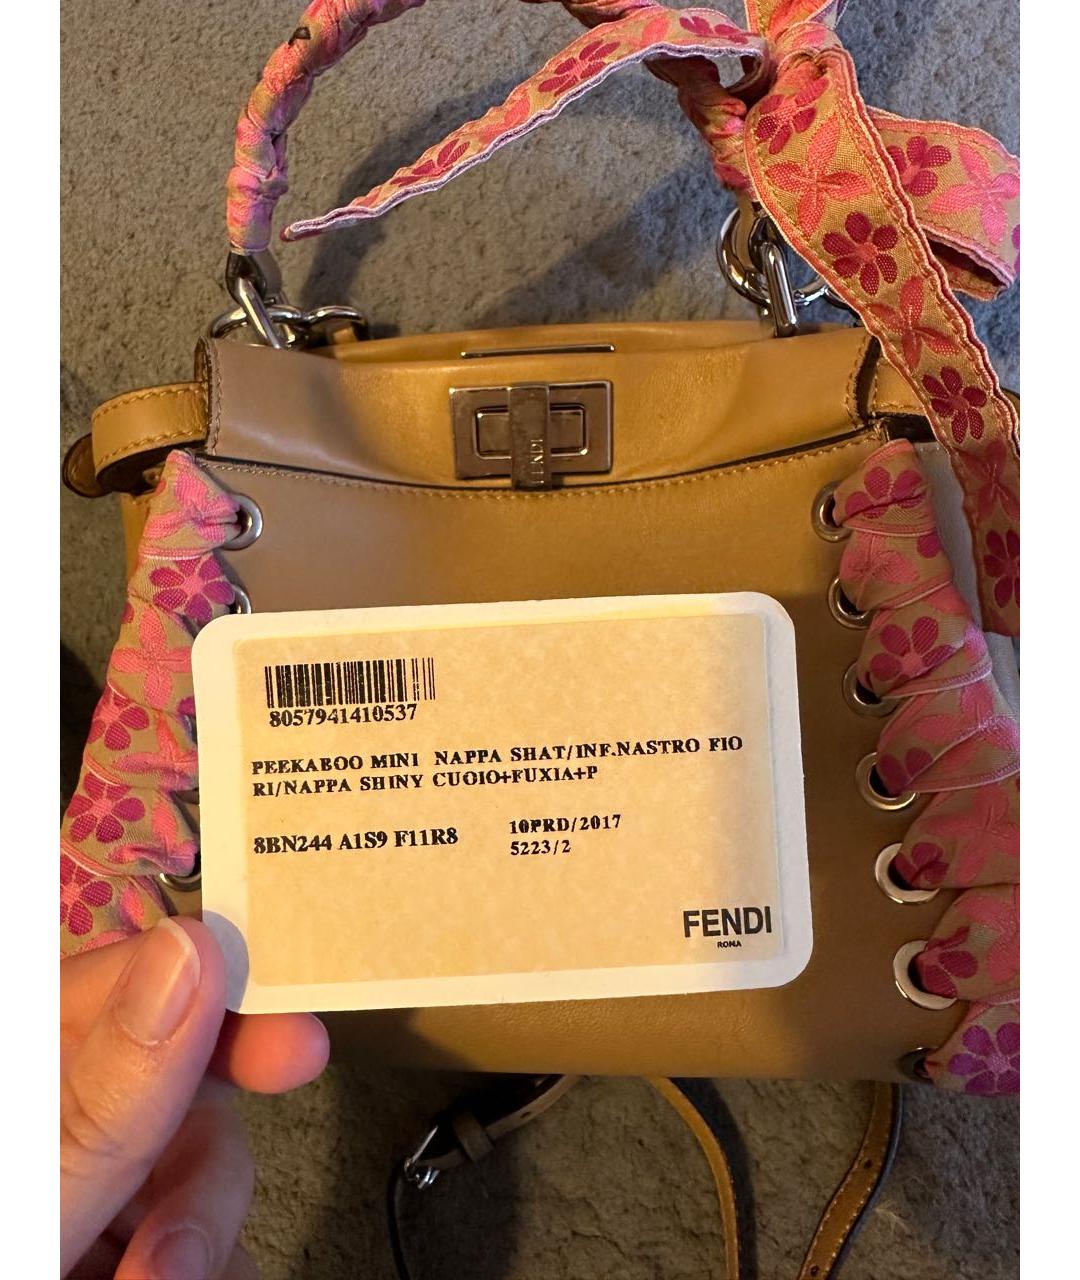 FENDI
8057941410537
PEEKABOO MINI NAPPA SHAT/INF.NASTRO FIO
RI/NAPPA SHINY CUOIO+FUXIA+P
8BN244 A1S9 F11R8
10PRD/2017
5223/2
FENDI
ROMA